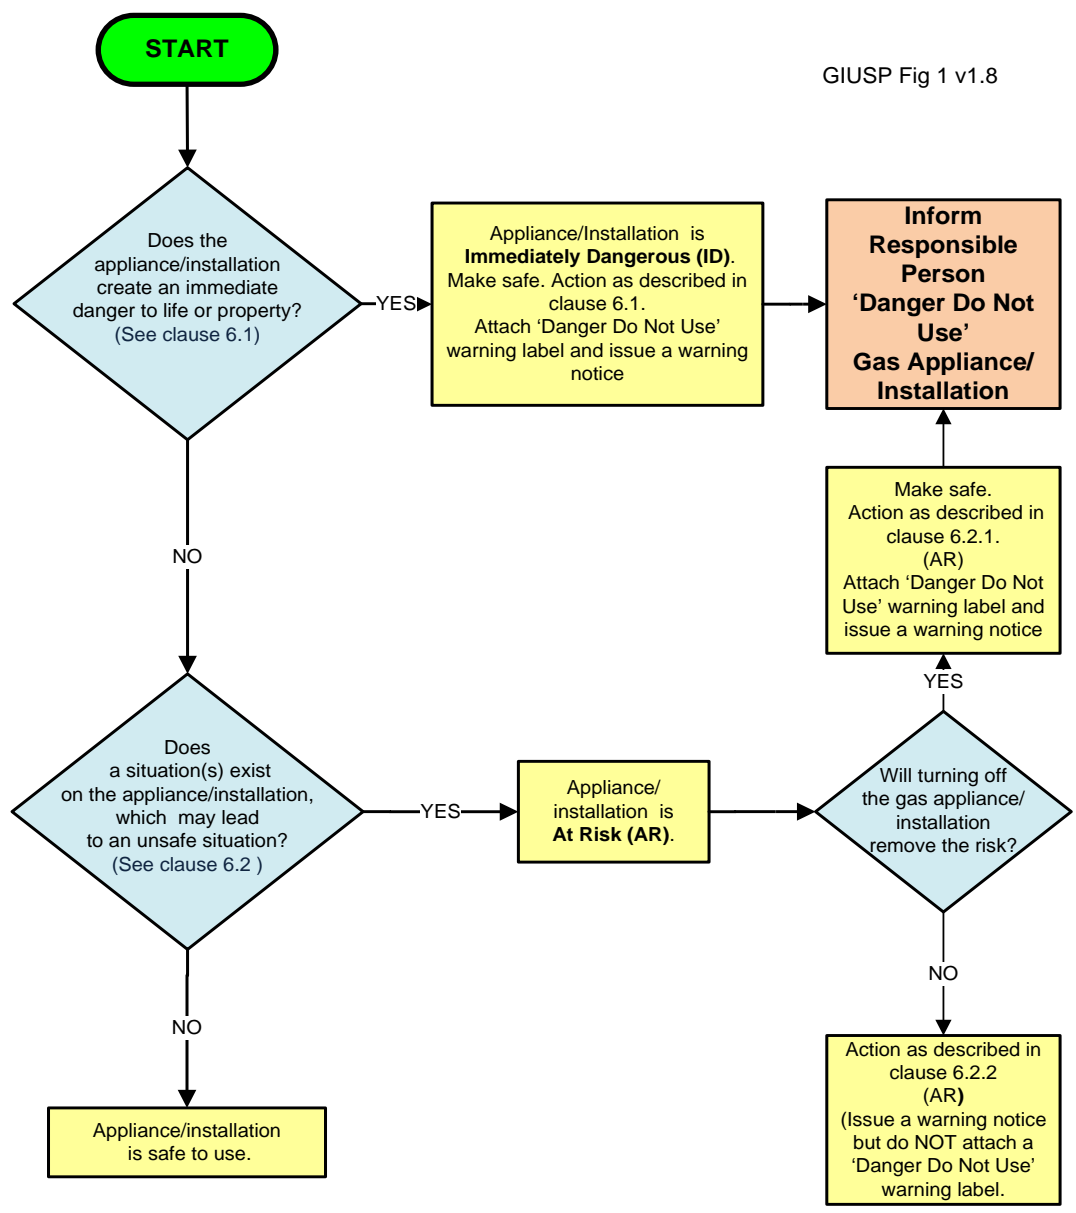 START
GIUSP Fig 1 v1.8
Does the
appliance/installation
create an immediate
danger to life or property?
(See clause 6.1)
YES
Appliance/Installation is
Immediately Dangerous (ID).
Make safe. Action as described in
clause 6.1.
Attach ‘Danger Do Not Use’
warning label and issue a warning
notice
Inform
Responsible
Person
‘Danger Do Not
Use’
Gas Appliance/
Installation
NO
Make safe.
Action as described in
clause 6.2.1.
(AR)
Attach ‘Danger Do Not
Use’ warning label and
issue a warning notice
YES
Does
a situation(s) exist
on the appliance/installation,
which may lead
to an unsafe situation?
(See clause 6.2 )
YES
Appliance/
installation is
At Risk (AR).
Will turning off
the gas appliance/
installation
remove the risk?
NO
NO
Appliance/installation
is safe to use.
Action as described in
clause 6.2.2
(AR)
(Issue a warning notice
but do NOT attach a
‘Danger Do Not Use’
warning label.